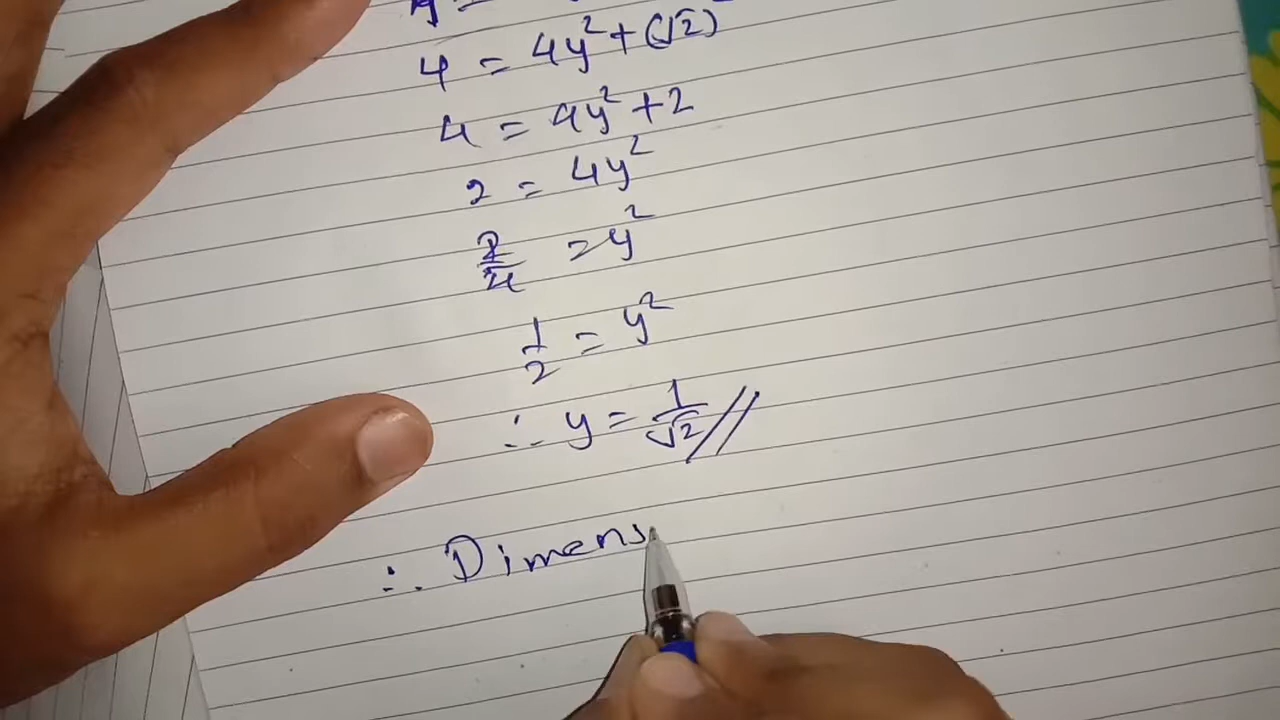 4 = 4y² + (√2)²
4 = 4y² + 2
2 = 4y²
2/4 = y²
1/2 = y²
∴ y = 1/√2 //
∴ Dimens